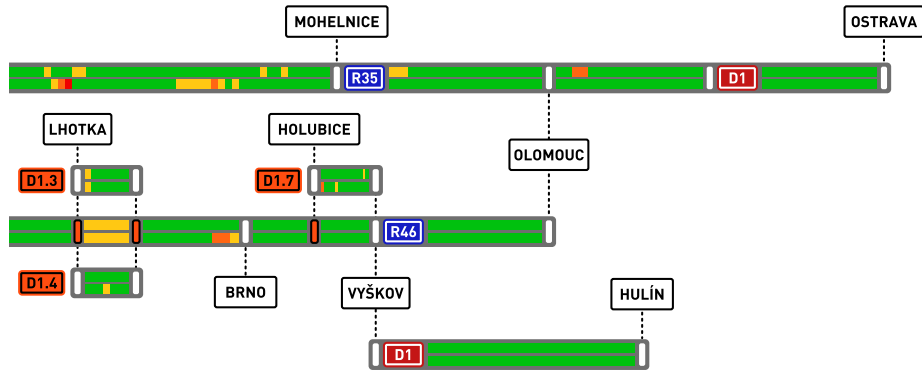 MOHELNICE
OSTRAVA
R35
D1
LHOTKA
HOLUBICE
OLOMOUC
D1.3
D1.7
R46
D1.4
BRNO
VYŠKOV
HULÍN
D1